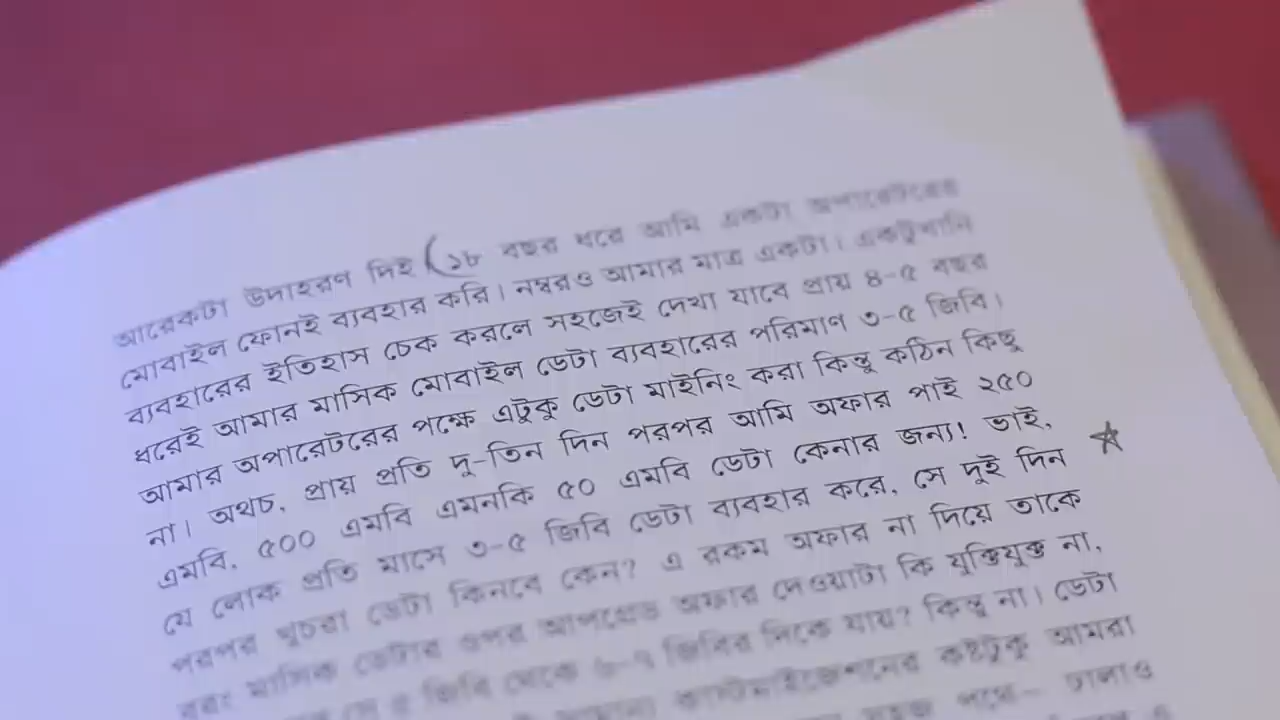 আরেকটা উদাহরণ দিই (১৮ বছর ধরে আমি একটা অপারেটরের
মোবাইল ফোনই ব্যবহার করি। নম্বরও আমার মাত্র একটা। একটুখানি
ব্যবহারের ইতিহাস চেক করলে সহজেই দেখা যাবে প্রায় ৪-৫ বছর
ধরেই আমার মাসিক মোবাইল ডেটা ব্যবহারের পরিমাণ ৩-৫ জিবি।
আমার অপারেটরের পক্ষে এটুকু ডেটা মাইনিং করা কিন্তু কঠিন কিছু
না। অথচ, প্রায় প্রতি দু-তিন দিন পরপর আমি অফার পাই ২৫০
এমবি, ৫০০ এমবি এমনকি ৫০ এমবি ডেটা কেনার জন্য! ভাই,
যে লোক প্রতি মাসে ৩-৫ জিবি ডেটা ব্যবহার করে, সে দুই দিন
পরপর খুচরা ডেটা কিনবে কেন? এ রকম অফার না দিয়ে তাকে
বরং মাসিক ডেটার ওপর আপগ্রেড অফার দেওয়াটা কি যুক্তিযুক্ত না,
সে ৫ জিবি থেকে ৬-৭ জিবির দিকে যায়? কিন্তু না। ডেটা
কাস্টমাইজেশনের কষ্টটুকু আমরা
সহজ পথে— ঢালাও